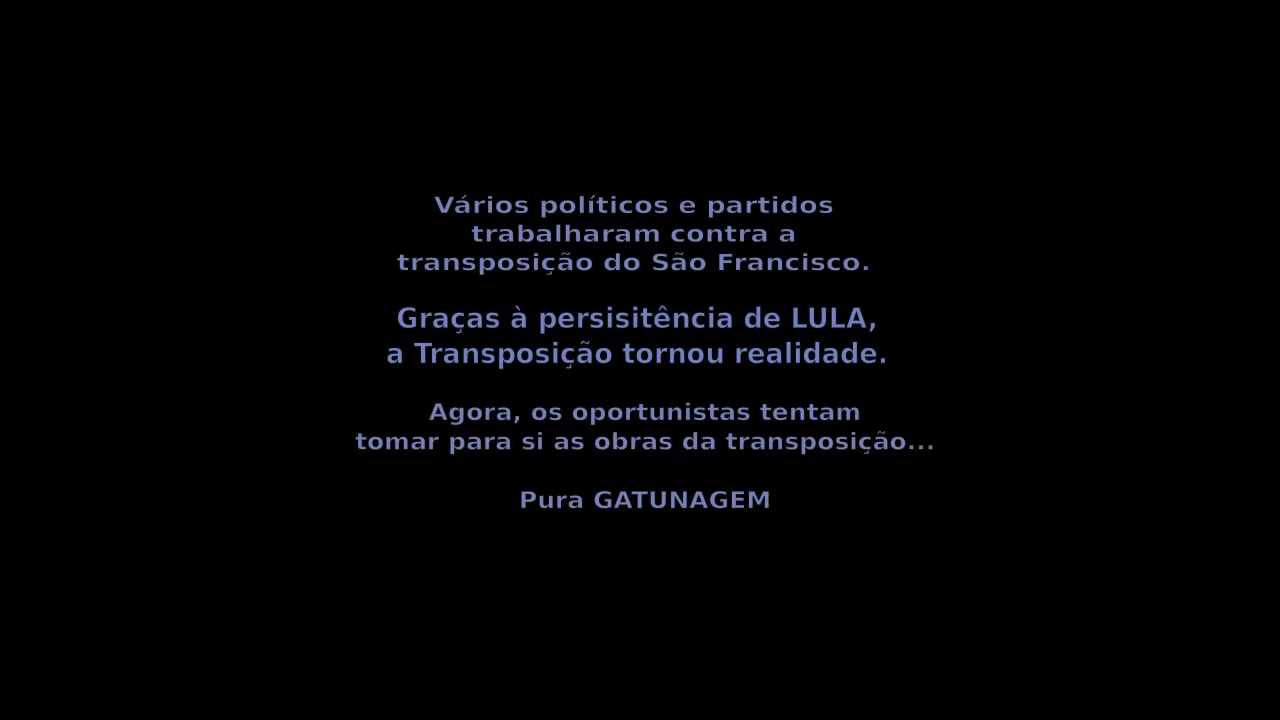 Vários políticos e partidos
trabalharam contra a
transposição do São Francisco.
Graças à persisitência de LULA,
a Transposição tornou realidade.
Agora, os oportunistas tentam
tomar para si as obras da transposição...
Pura GATUNAGEM